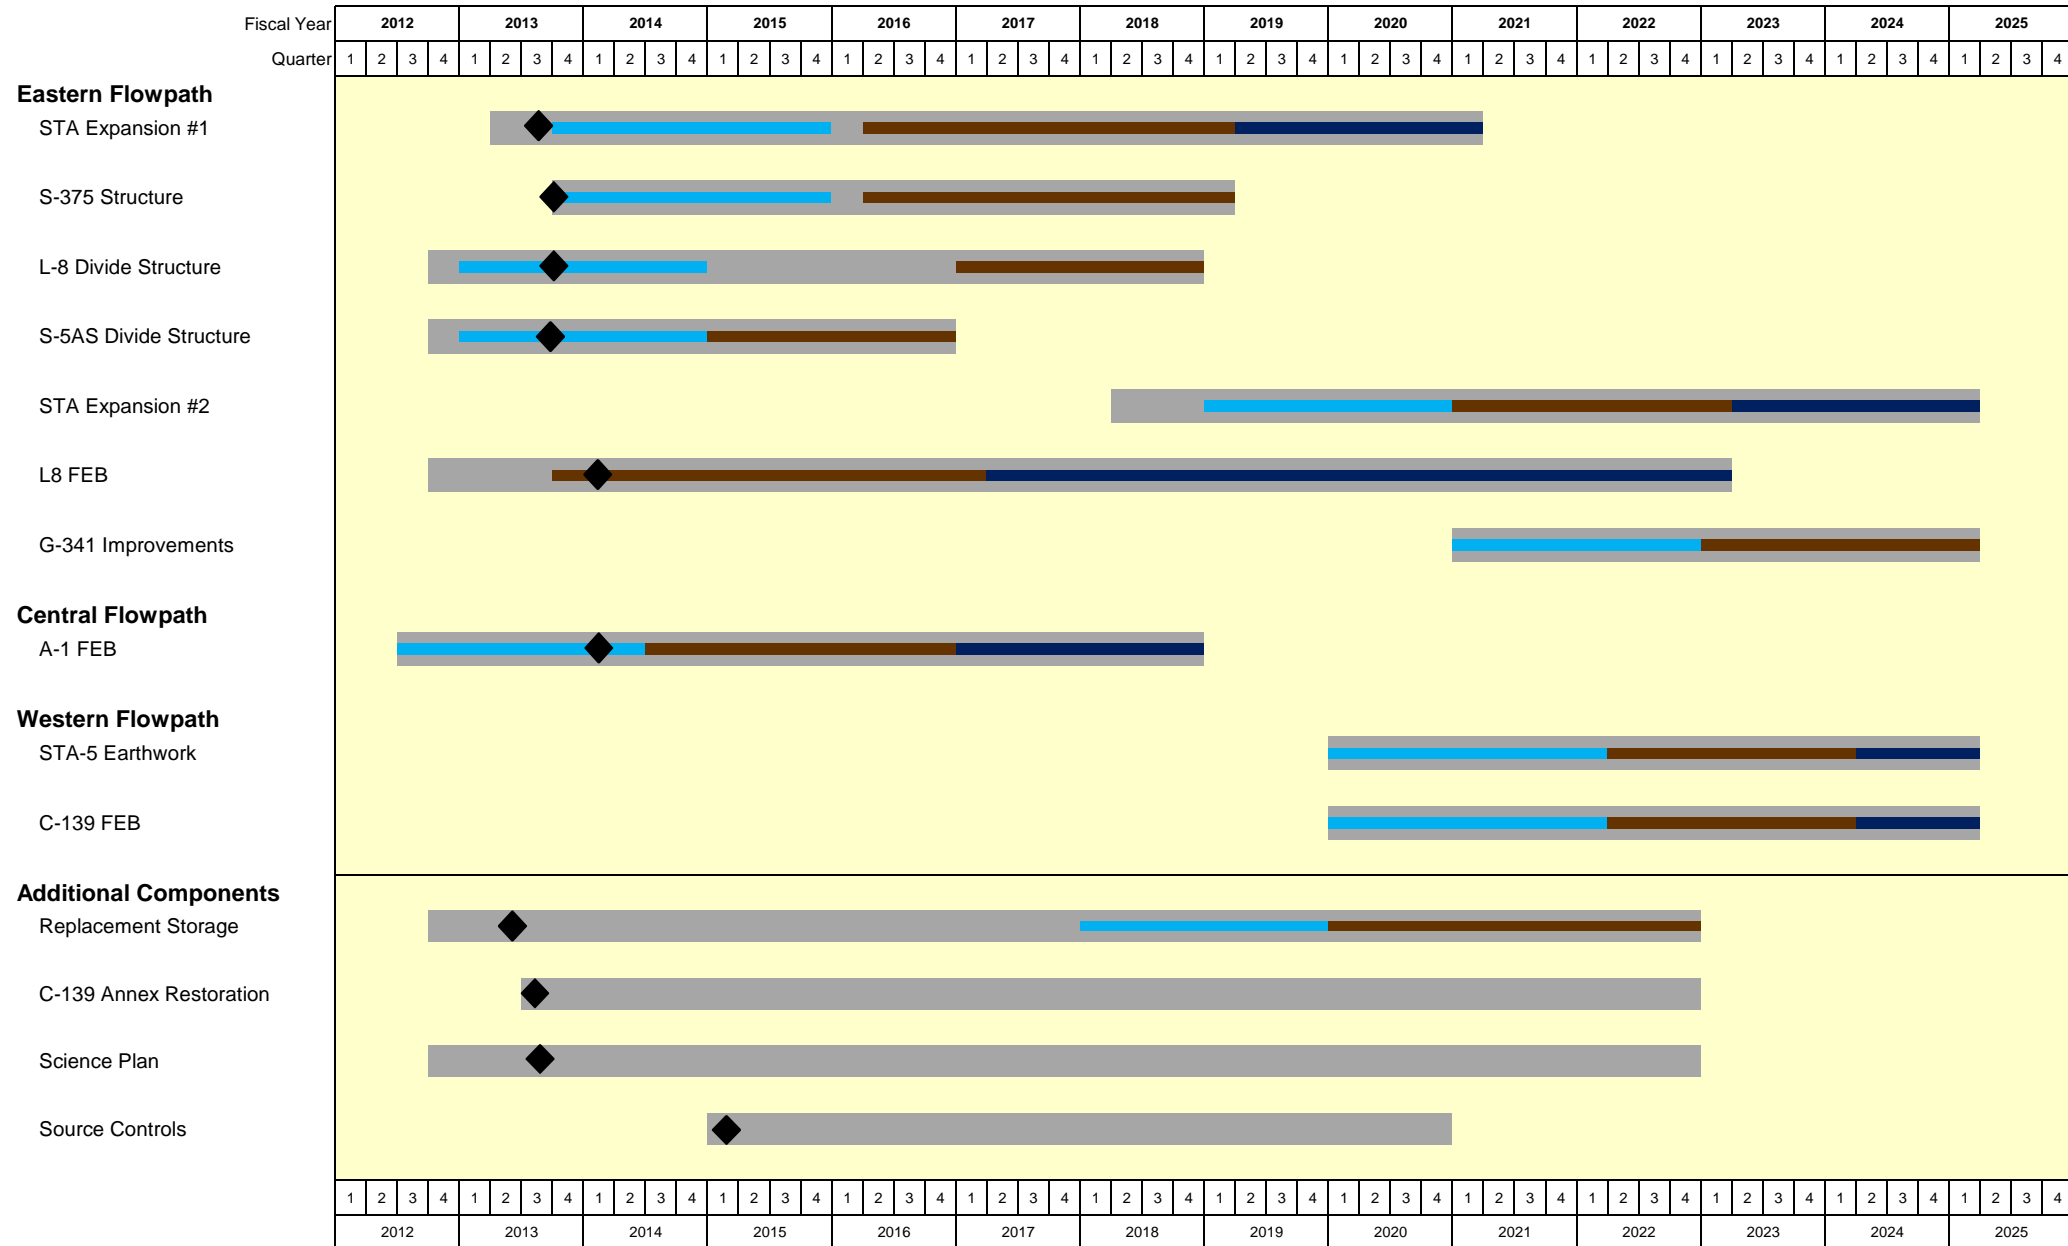 Fiscal Year 2012 2013 2014 2015 2016 2017 2018 2019 2020 2021 2022 2023 2024 2025
Quarter 1 2 3 4 1 2 3 4 1 2 3 4 1 2 3 4 1 2 3 4 1 2 3 4 1 2 3 4 1 2 3 4 1 2 3 4 1 2 3 4 1 2 3 4 1 2 3 4 1 2 3 4 1 2 3 4
Eastern Flowpath
STA Expansion #1
S-375 Structure
L-8 Divide Structure
S-5AS Divide Structure
STA Expansion #2
L8 FEB
G-341 Improvements
Central Flowpath
A-1 FEB
Western Flowpath
STA-5 Earthwork
C-139 FEB
Additional Components
Replacement Storage
C-139 Annex Restoration
Science Plan
Source Controls
1 2 3 4 1 2 3 4 1 2 3 4 1 2 3 4 1 2 3 4 1 2 3 4 1 2 3 4 1 2 3 4 1 2 3 4 1 2 3 4 1 2 3 4 1 2 3 4 1 2 3 4 1 2 3 4
2012 2013 2014 2015 2016 2017 2018 2019 2020 2021 2022 2023 2024 2025